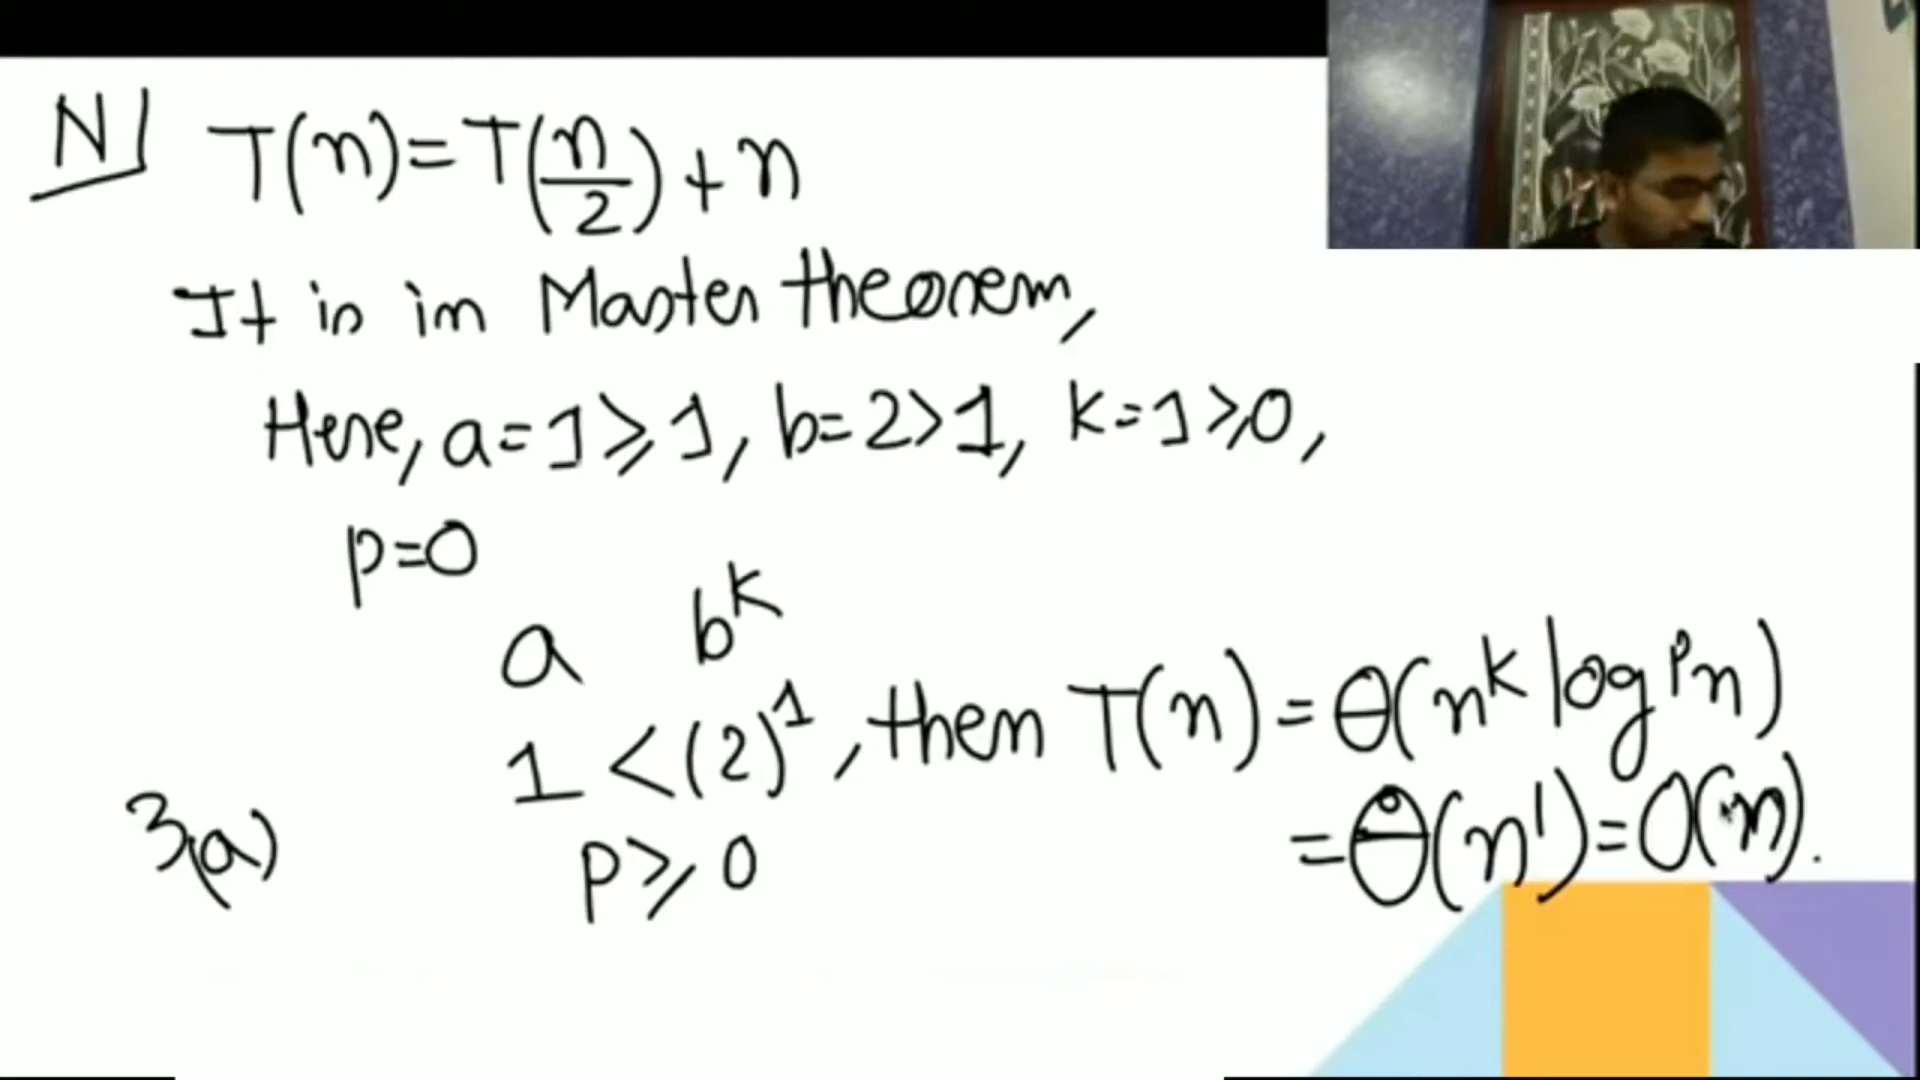 N
T(n)=T(n/2)+n
It is in Master theorem,
Here, a=1≥1, b=2>1, k=1≥0,
p=0
a b^k
1<(2)^1, then T(n)=θ(n^k log^p n)
3(a) p≥0 =θ(n^1)=O(n).